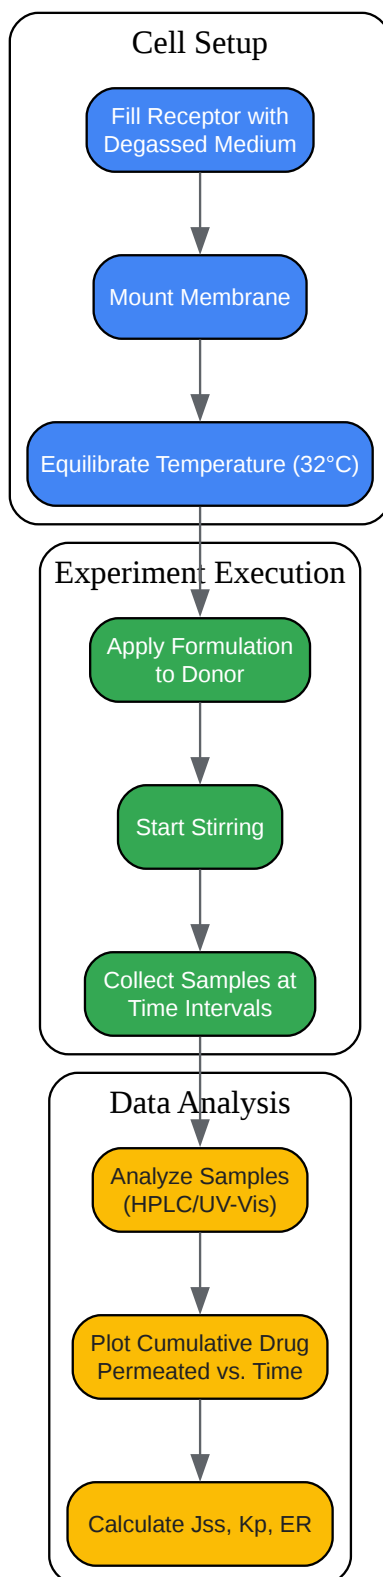 Cell Setup
Fill Receptor with
Degassed Medium
Mount Membrane
Equilibrate Temperature (32°C)
Experiment Execution
Apply Formulation
to Donor
Start Stirring
Collect Samples at
Time Intervals
Data Analysis
Analyze Samples
(HPLC/UV-Vis)
Plot Cumulative Drug
Permeated vs. Time
Calculate Jss, Kp, ER